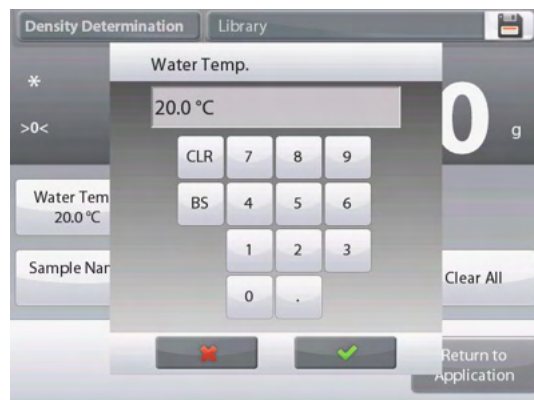 Density Determination Library
Water Temp.
*
20.0 °C
>0<
0 g
CLR 7 8 9
Water Tem
20.0 °C
BS 4 5 6
1 2 3
Sample Nar
Clear All
0 .
Return to
Application